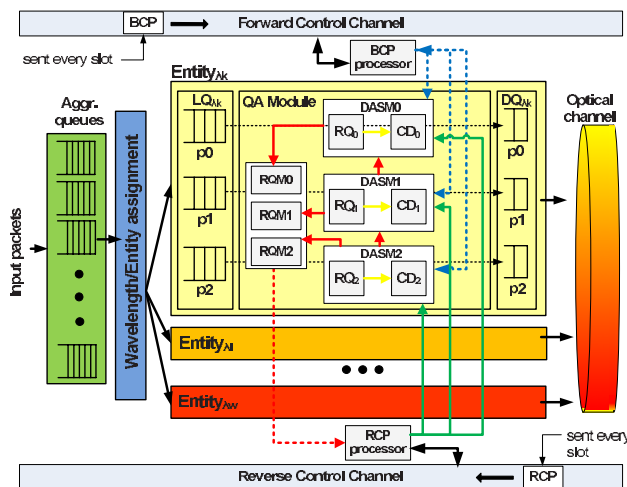 BCP
Forward Control Channel
sent every slot
BCP
processor
Entityλk
Aggr.
queues
LQλk
QA Module
DASM0
DQλk
Optical
channel
RQ0
CD0
p0
p0
RQM0
DASM1
RQM1
RQ1
CD1
p1
p1
RQM2
DASM2
RQ2
CD2
p2
p2
Input packets
Wavelength/Entity assignment
Entityλl
Entityλw
RCP
processor
sent every
slot
Reverse Control Channel
RCP